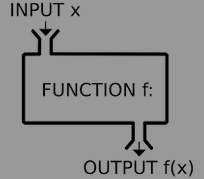 INPUT x
FUNCTION f:
OUTPUT f(x)